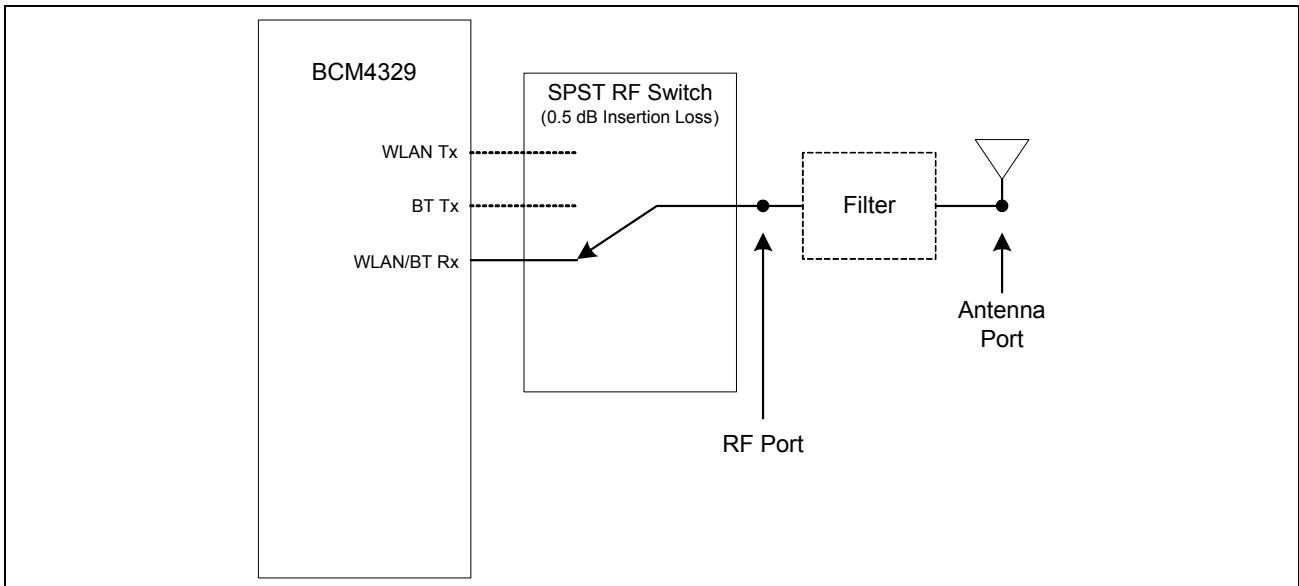 BCM4329
SPST RF Switch
(0.5 dB Insertion Loss)
WLAN Tx
BT Tx
WLAN/BT Rx
Filter
Antenna
Port
RF Port